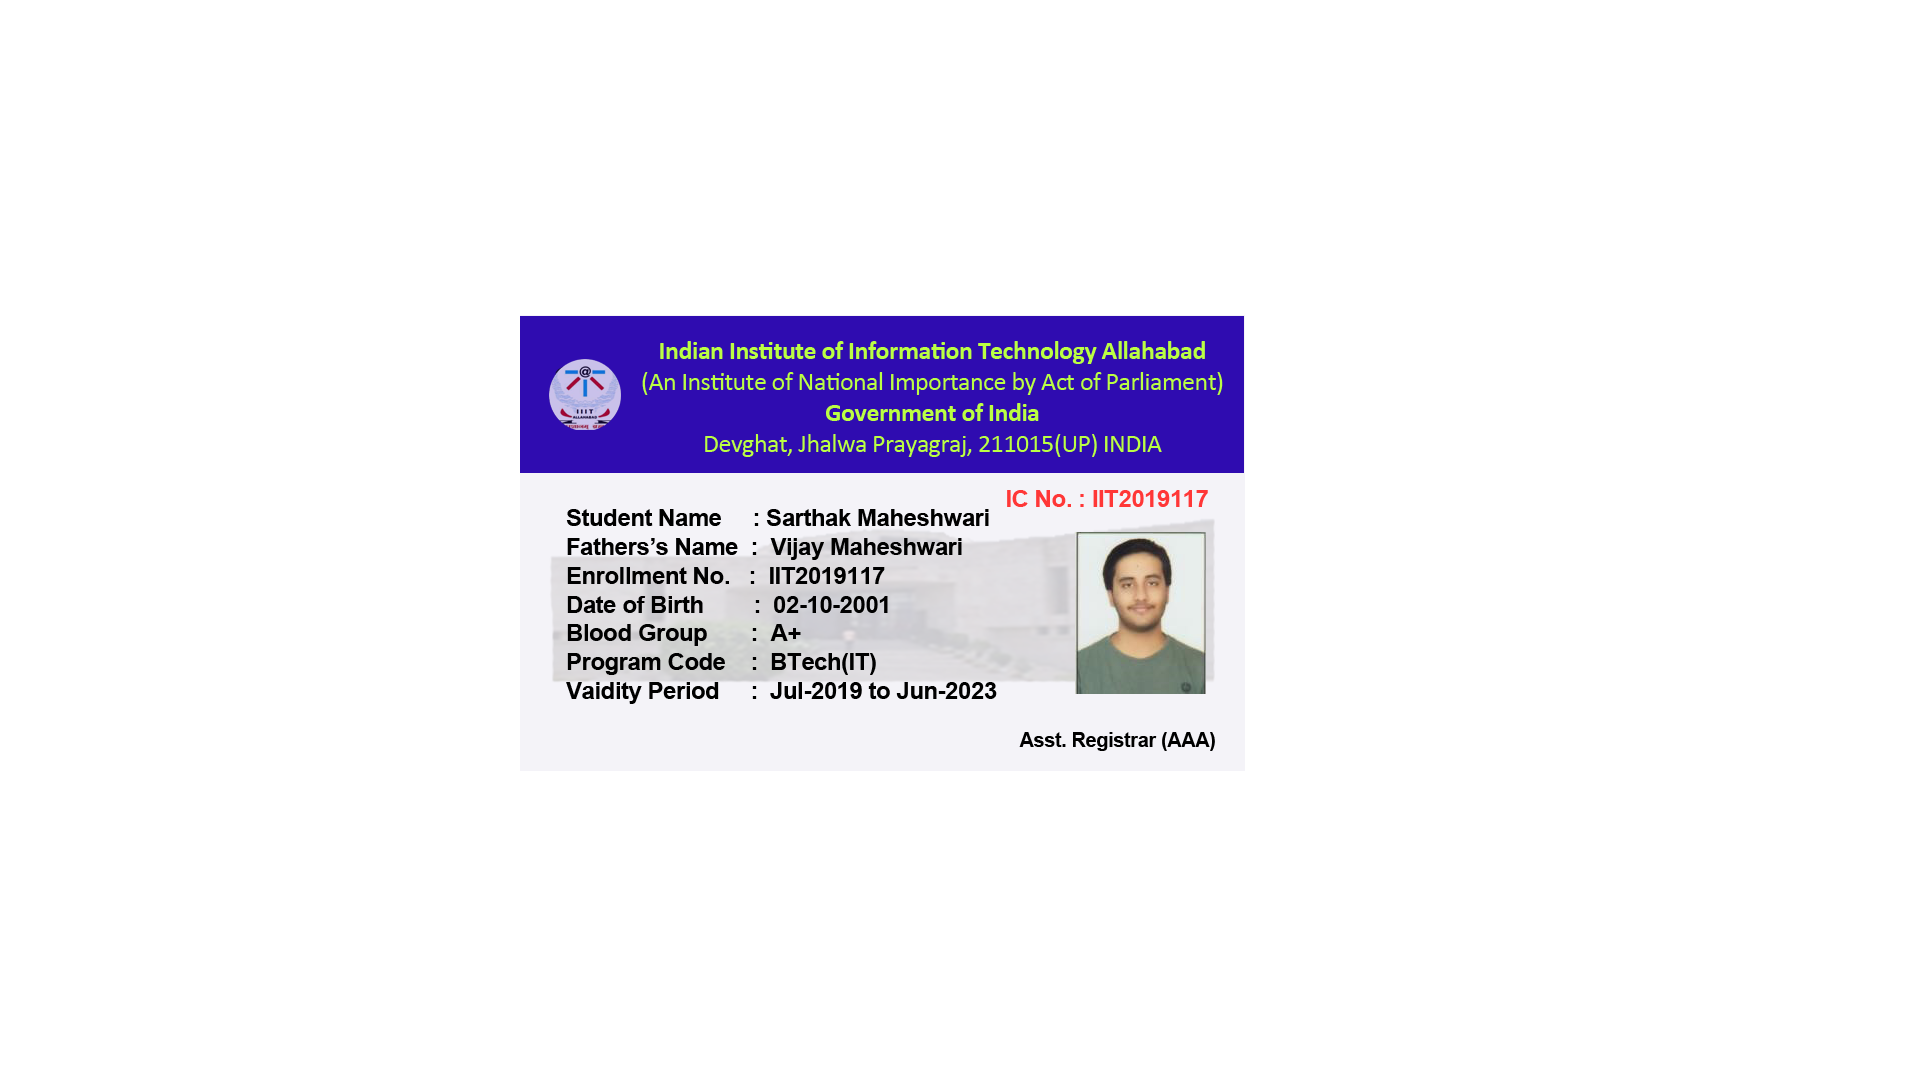 Indian Institute of Information Technology Allahabad
(An Institute of National Importance by Act of Parliament)
Government of India
Devghat, Jhalwa Prayagraj, 211015(UP) INDIA
@
IIIT
ALLAHABAD
IC No. : IIT2019117
Student Name : Sarthak Maheshwari
Fathers’s Name : Vijay Maheshwari
Enrollment No. : IIT2019117
Date of Birth : 02-10-2001
Blood Group : A+
Program Code : BTech(IT)
Vaidity Period : Jul-2019 to Jun-2023
Asst. Registrar (AAA)